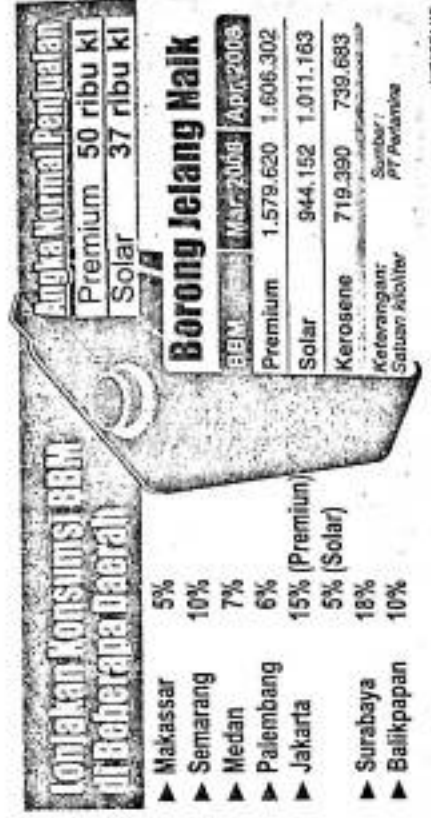 Lonjakan Konsumsi BBM
di Beberapa Daerah
► Makassar 5%
► Semarang 10%
► Medan 7%
► Palembang 6%
► Jakarta 15% (Premiun)
5% (Solar)
► Surabaya 18%
► Balikpapan 10%
Angka Normal Penjualan
Premium 50 ribu kl
Solar 37 ribu kl
Borong Jelang Naik
BBM Mar. 2008 Apr. 2008
Premium 1.579.620 1.606.302
Solar 944.152 1.011.163
Kerosene 719.390 739.683
Keterangan: Sumber :
Satuan kiloliter PT Pertamina